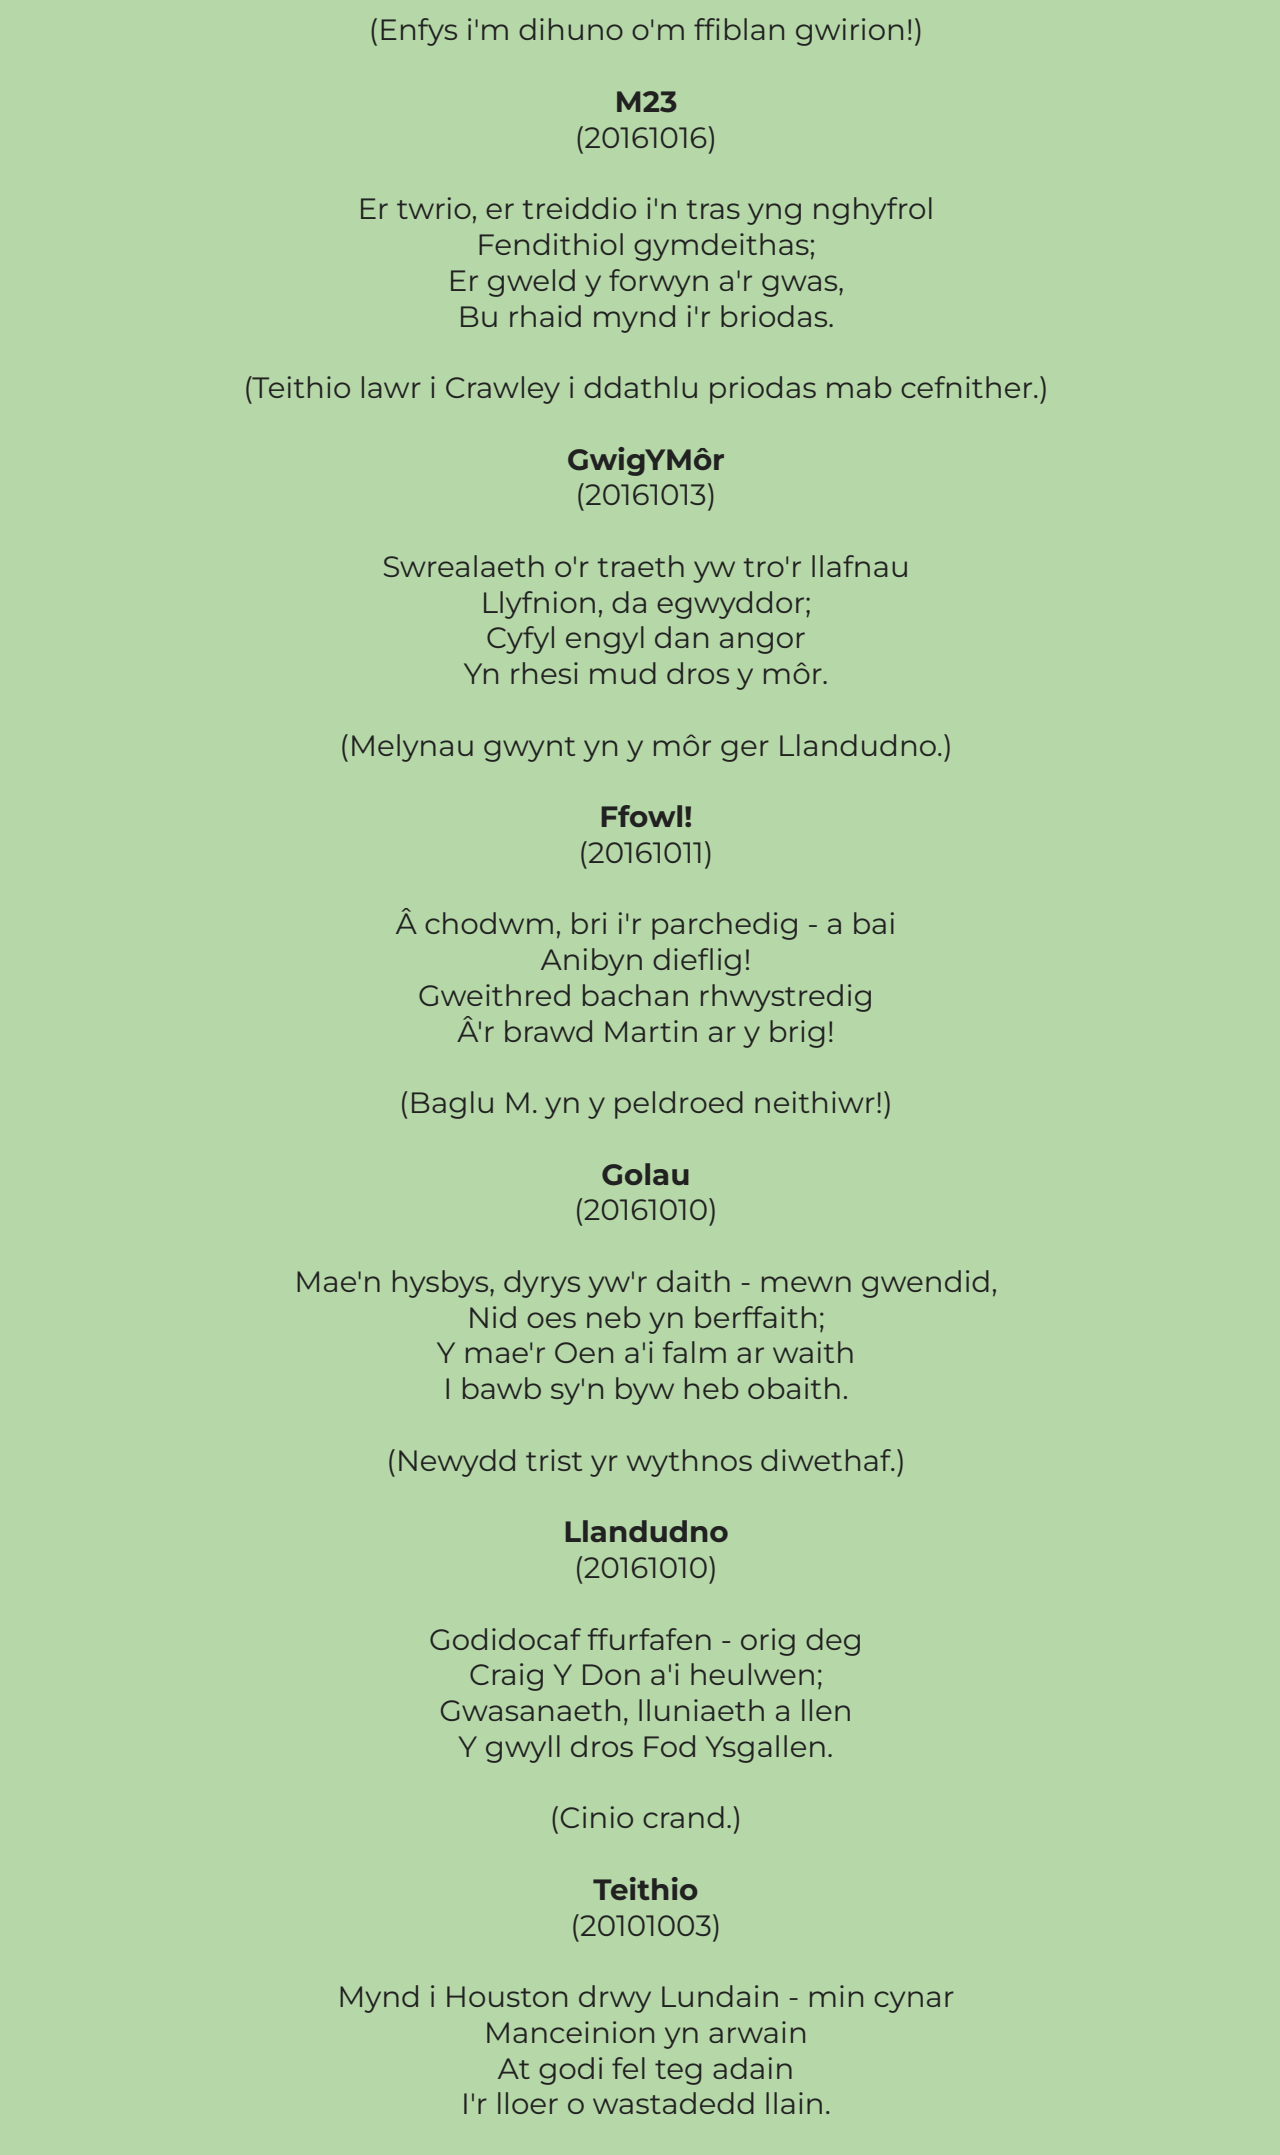 (Enfys i'm dihuno o'm ffiblan gwirion!)
M23
(20161016)
Er twrio, er treiddio i'n tras yng nghyfrol
Fendithiol gymdeithas;
Er gweld y forwyn a'r gwas,
Bu rhaid mynd i'r briodas.
(Teithio lawr i Crawley i ddathlu priodas mab cefnither.)
GwigYMôr
(20161013)
Swrealaeth o'r traeth yw tro'r llafnau
Llyfnion, da egwyddor;
Cyfyl engyl dan angor
Yn rhesi mud dros y môr.
(Melynau gwynt yn y môr ger Llandudno.)
Ffowl!
(20161011)
Â chodwm, bri i'r parchedig - a bai
Anibyn dieflig!
Gweithred bachan rhwystredig
Â'r brawd Martin ar y brig!
(Baglu M. yn y peldroed neithiwr!)
Golau
(20161010)
Mae'n hysbys, dyrys yw'r daith - mewn gwendid,
Nid oes neb yn berffaith;
Y mae'r Oen a'i falm ar waith
I bawb sy'n byw heb obaith.
(Newydd trist yr wythnos diwethaf.)
Llandudno
(20161010)
Godidocaf ffurfafen - orig deg
Craig Y Don a'i heulwen;
Gwasanaeth, lluniaeth a llen
Y gwyll dros Fod Ysgallen.
(Cinio crand.)
Teithio
(20101003)
Mynd i Houston drwy Lundain - min cynar
Manceinion yn arwain
At godi fel teg adain
I'r lloer o wastadedd llain.